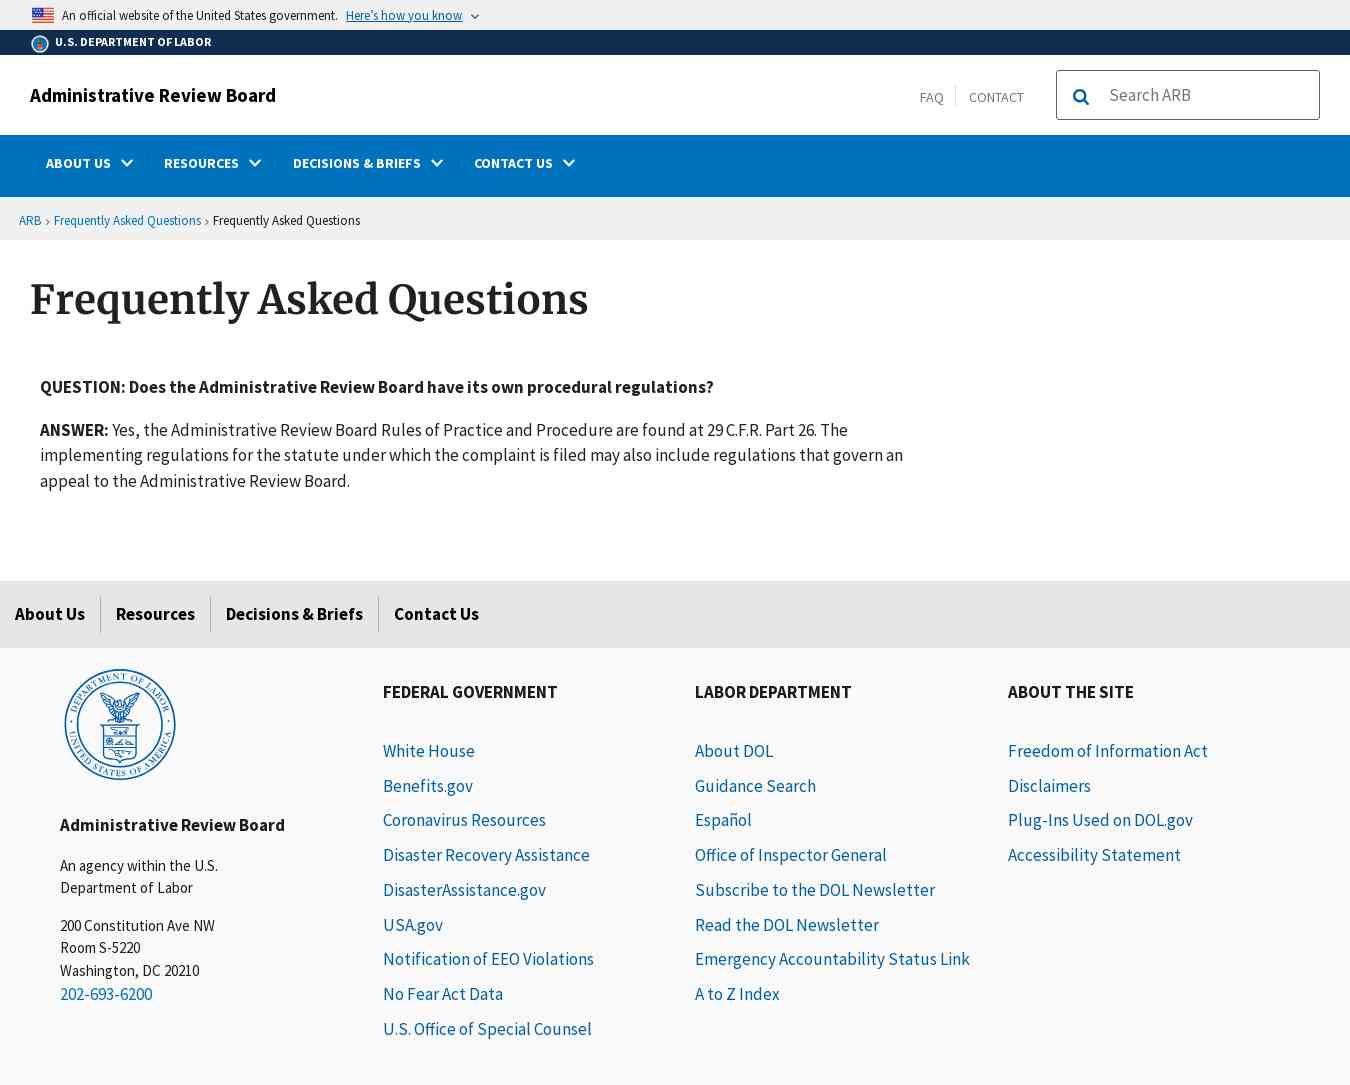 An official website of the United States government. Here's how you know
U.S. DEPARTMENT OF LABOR
Administrative Review Board
FAQ
CONTACT
Search ARB
ABOUT US
RESOURCES
DECISIONS & BRIEFS
CONTACT US
ARB › Frequently Asked Questions › Frequently Asked Questions
Frequently Asked Questions
QUESTION: Does the Administrative Review Board have its own procedural regulations?
ANSWER: Yes, the Administrative Review Board Rules of Practice and Procedure are found at 29 C.F.R. Part 26. The
implementing regulations for the statute under which the complaint is filed may also include regulations that govern an
appeal to the Administrative Review Board.
About Us
Resources
Decisions & Briefs
Contact Us
DEPARTMENT OF LABOR
UNITED STATES OF AMERICA
Administrative Review Board
An agency within the U.S.
Department of Labor
200 Constitution Ave NW
Room S-5220
Washington, DC 20210
202-693-6200
FEDERAL GOVERNMENT
White House
Benefits.gov
Coronavirus Resources
Disaster Recovery Assistance
DisasterAssistance.gov
USA.gov
Notification of EEO Violations
No Fear Act Data
U.S. Office of Special Counsel
LABOR DEPARTMENT
About DOL
Guidance Search
Español
Office of Inspector General
Subscribe to the DOL Newsletter
Read the DOL Newsletter
Emergency Accountability Status Link
A to Z Index
ABOUT THE SITE
Freedom of Information Act
Disclaimers
Plug-Ins Used on DOL.gov
Accessibility Statement